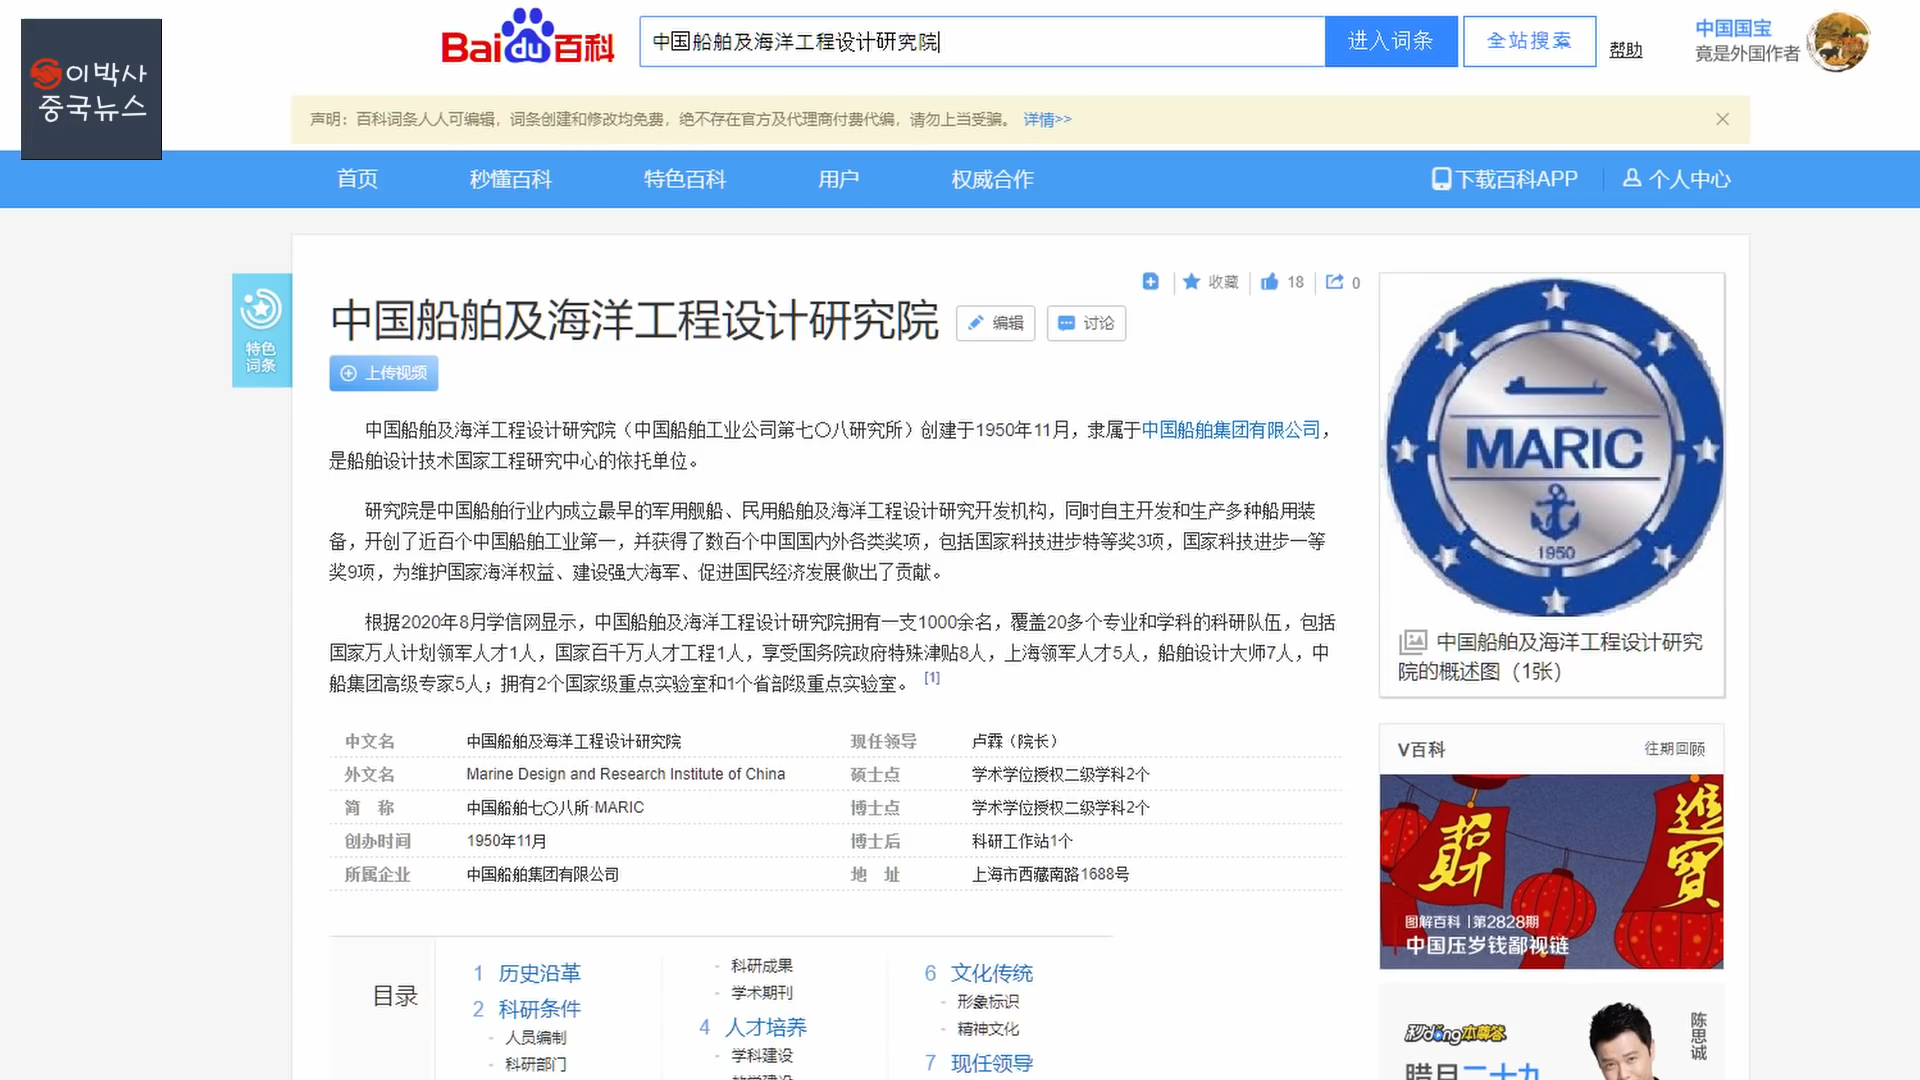 이박사
중국뉴스
Baidu百科
中国船舶及海洋工程设计研究院
进入词条
全站搜索
帮助
中国国宝
竟是外国作者
声明：百科词条人人可编辑，词条创建和修改均免费，绝不存在官方及代理商付费代编，请勿上当受骗。 详情>>
首页
秒懂百科
特色百科
用户
权威合作
下载百科APP
个人中心
特色
词条
收藏
18
0
中国船舶及海洋工程设计研究院
编辑
讨论
上传视频
中国船舶及海洋工程设计研究院（中国船舶工业公司第七〇八研究所）创建于1950年11月，隶属于中国船舶集团有限公司，
是船舶设计技术国家工程研究中心的依托单位。
研究院是中国船舶行业内成立最早的军用舰船、民用船舶及海洋工程设计研究开发机构，同时自主开发和生产多种船用装
备，开创了近百个中国船舶工业第一，并获得了数百个中国国内外各类奖项，包括国家科技进步特等奖3项，国家科技进步一等
奖9项，为维护国家海洋权益、建设强大海军、促进国民经济发展做出了贡献。
根据2020年8月学信网显示，中国船舶及海洋工程设计研究院拥有一支1000余名，覆盖20多个专业和学科的科研队伍，包括
国家万人计划领军人才1人，国家百千万人才工程1人，享受国务院政府特殊津贴8人，上海领军人才5人，船舶设计大师7人，中
船集团高级专家5人；拥有2个国家级重点实验室和1个省部级重点实验室。 [1]
中文名 中国船舶及海洋工程设计研究院 现任领导 卢霖（院长）
外文名 Marine Design and Research Institute of China 硕士点 学术学位授权二级学科2个
简 称 中国船舶七〇八所·MARIC 博士点 学术学位授权二级学科2个
创办时间 1950年11月 博士后 科研工作站1个
所属企业 中国船舶集团有限公司 地 址 上海市西藏南路1688号
目录
1 历史沿革
2 科研条件
- 人员编制
- 科研部门
- 科研成果
- 学术期刊
4 人才培养
- 学科建设
6 文化传统
- 形象标识
- 精神文化
7 现任领导
MARIC
1950
中国船舶及海洋工程设计研究
院的概述图（1张）
V百科
往期回顾
進
寶
图解百科 | 第2828期
中国压岁钱鄙视链
秒dǒng本尊答
陈思诚
腊月二十九